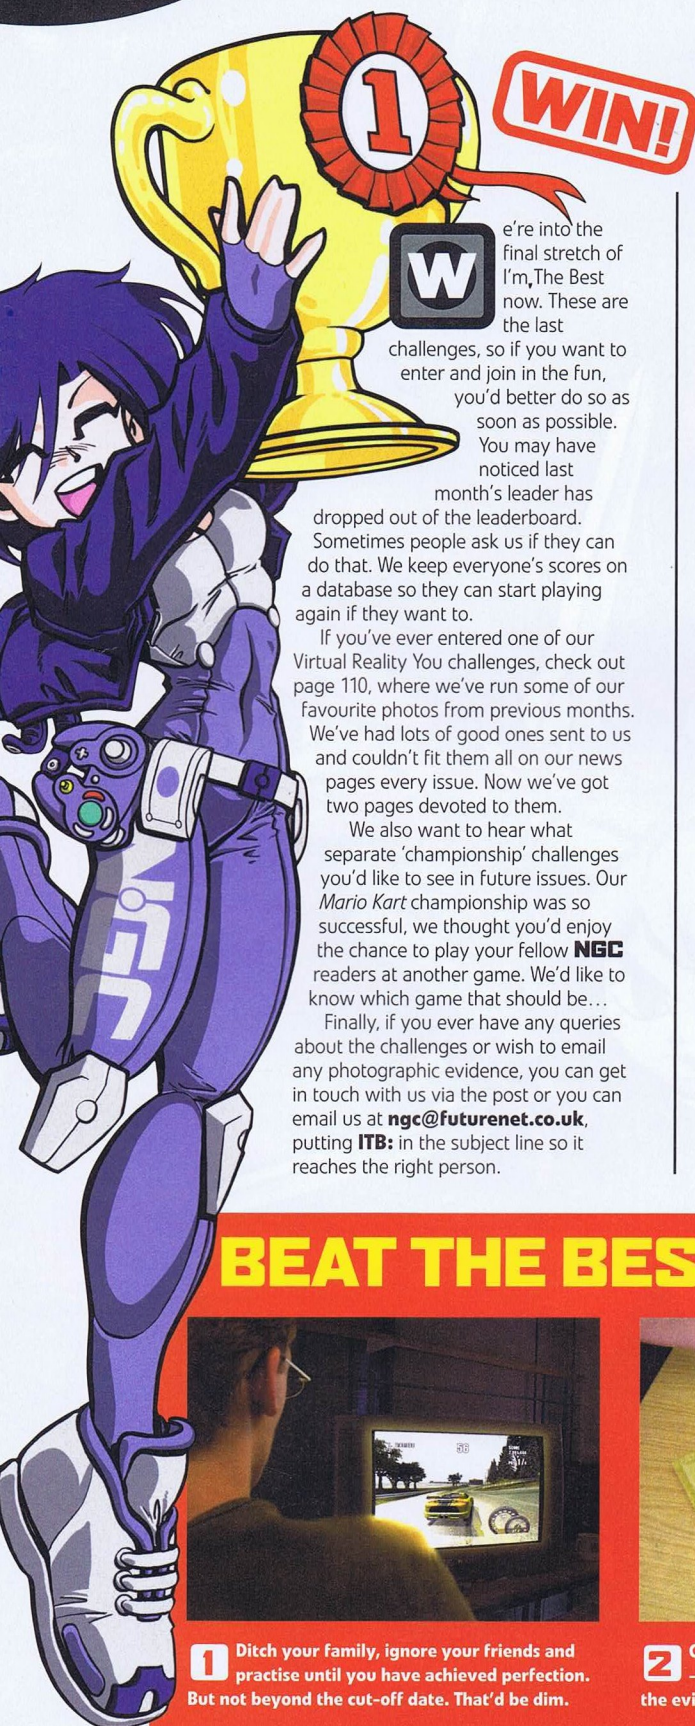 1
WIN!
We're into the
final stretch of
I'm, The Best
now. These are
the last
challenges, so if you want to
enter and join in the fun,
you'd better do so as
soon as possible.
You may have
noticed last
month's leader has
dropped out of the leaderboard.
Sometimes people ask us if they can
do that. We keep everyone's scores on
a database so they can start playing
again if they want to.
If you've ever entered one of our
Virtual Reality You challenges, check out
page 110, where we've run some of our
favourite photos from previous months.
We've had lots of good ones sent to us
and couldn't fit them all on our news
pages every issue. Now we've got
two pages devoted to them.
We also want to hear what
separate 'championship' challenges
you'd like to see in future issues. Our
Mario Kart championship was so
successful, we thought you'd enjoy
the chance to play your fellow NGC
readers at another game. We'd like to
know which game that should be...
Finally, if you ever have any queries
about the challenges or wish to email
any photographic evidence, you can get
in touch with us via the post or you can
email us at ngc@futurenet.co.uk,
putting ITB: in the subject line so it
reaches the right person.
NGC
BEAT THE BES
1 Ditch your family, ignore your friends and
practise until you have achieved perfection.
But not beyond the cut-off date. That'd be dim.
2
the evi